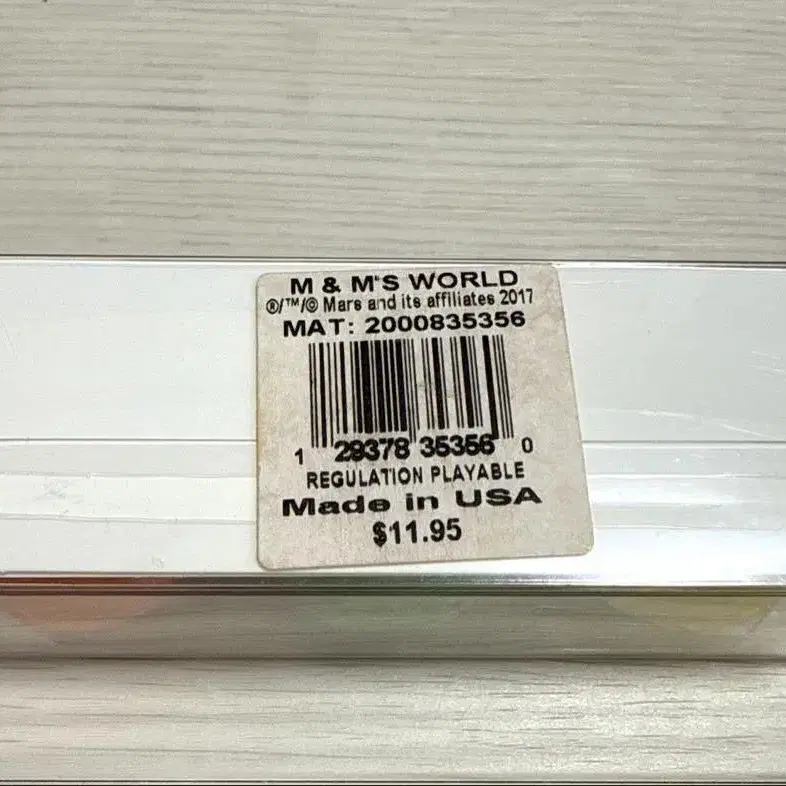 M & M'S WORLD
®/™/© Mars and its affiliates 2017
MAT: 2000835356
1 29378 35356 0
REGULATION PLAYABLE
Made in USA
$11.95